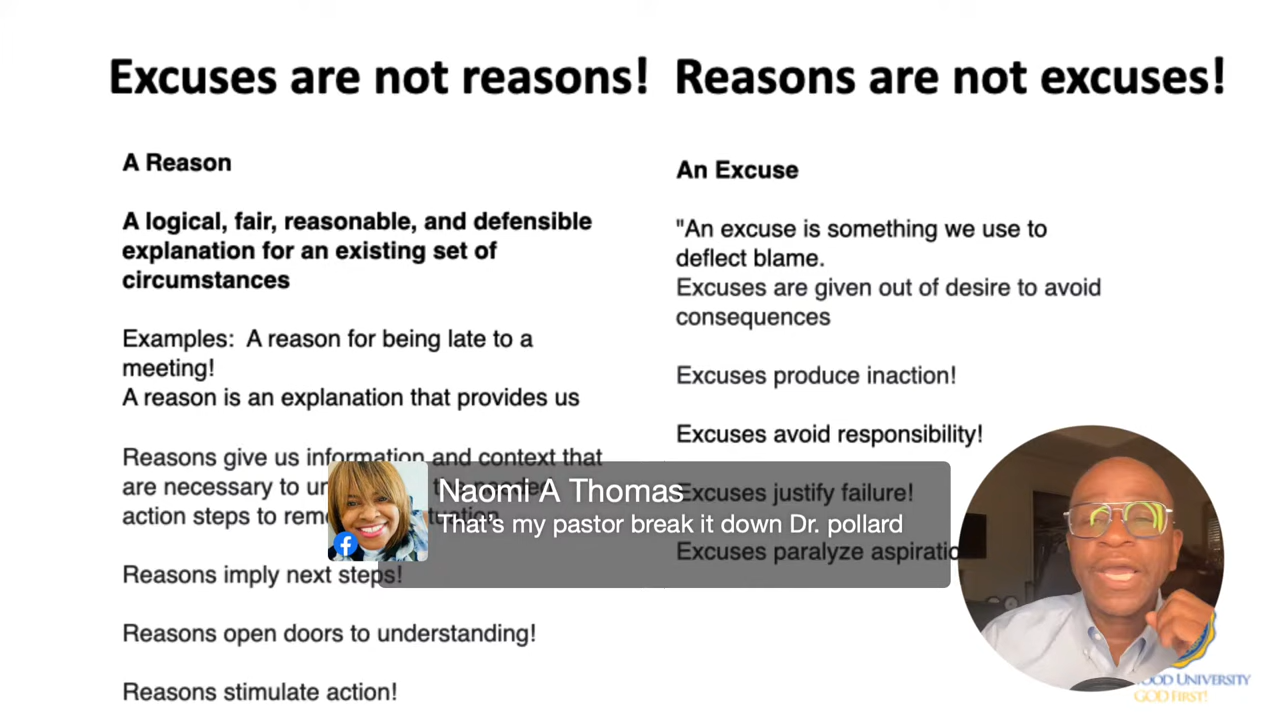 Excuses are not reasons!
Reasons are not excuses!
A Reason
A logical, fair, reasonable, and defensible
explanation for an existing set of
circumstances
Examples:  A reason for being late to a
meeting!
A reason is an explanation that provides us
Reasons give us information and context that
are necessary to
action steps to
Reasons imply next steps!
Reasons open doors to understanding!
Reasons stimulate action!
An Excuse
"An excuse is something we use to
deflect blame.
Excuses are given out of desire to avoid
consequences
Excuses produce inaction!
Excuses avoid responsibility!
Excuses justify failure!
Excuses paralyze
Naomi A Thomas
That's my pastor break it down Dr. pollard
UNIVERSITY
GOD FIRST!